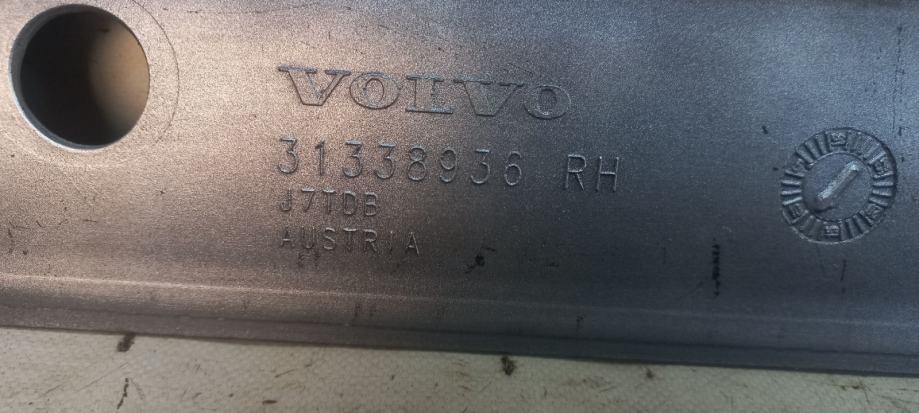 VOLVO
31338936 RH
J7TDB
AUSTRIA